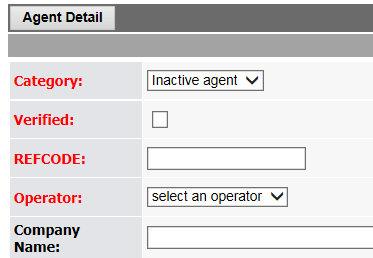 Agent Detail
Category: Inactive agent
Verified:
REFCODE:
Operator: select an operator
Company
Name: